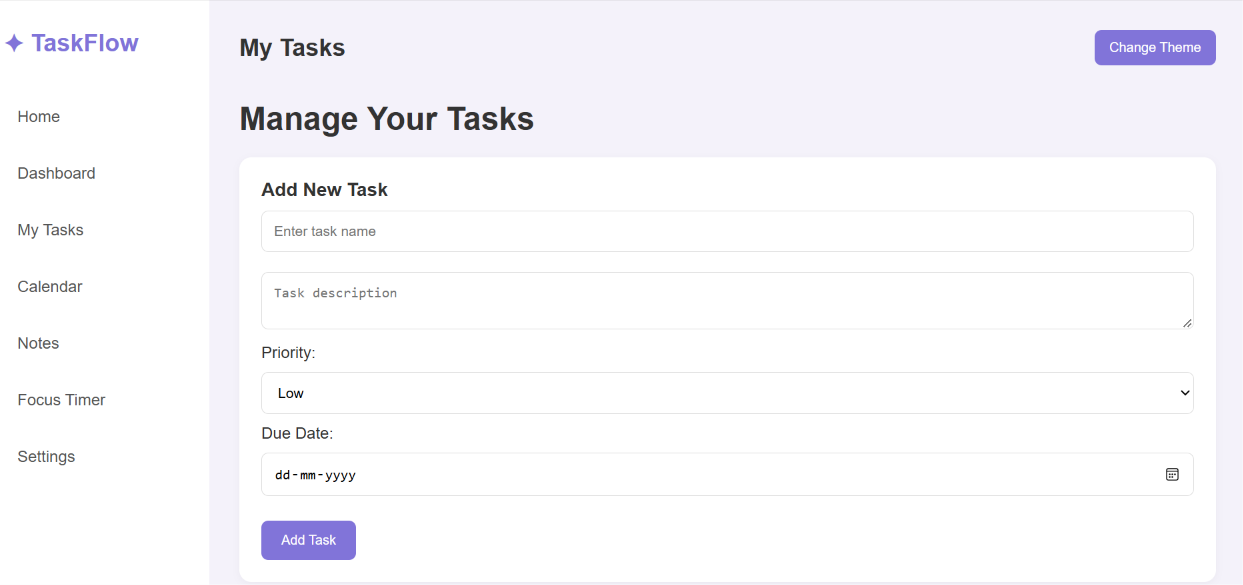 ✦ TaskFlow
Home
Dashboard
My Tasks
Calendar
Notes
Focus Timer
Settings
My Tasks
Change Theme
Manage Your Tasks
Add New Task
Enter task name
Task description
Priority:
Low
Due Date:
dd-mm-yyyy
Add Task